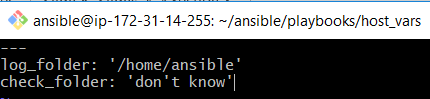 ansible@ip-172-31-14-255: ~/ansible/playbooks/host_vars
---
log_folder: '/home/ansible'
check_folder: 'don't know'